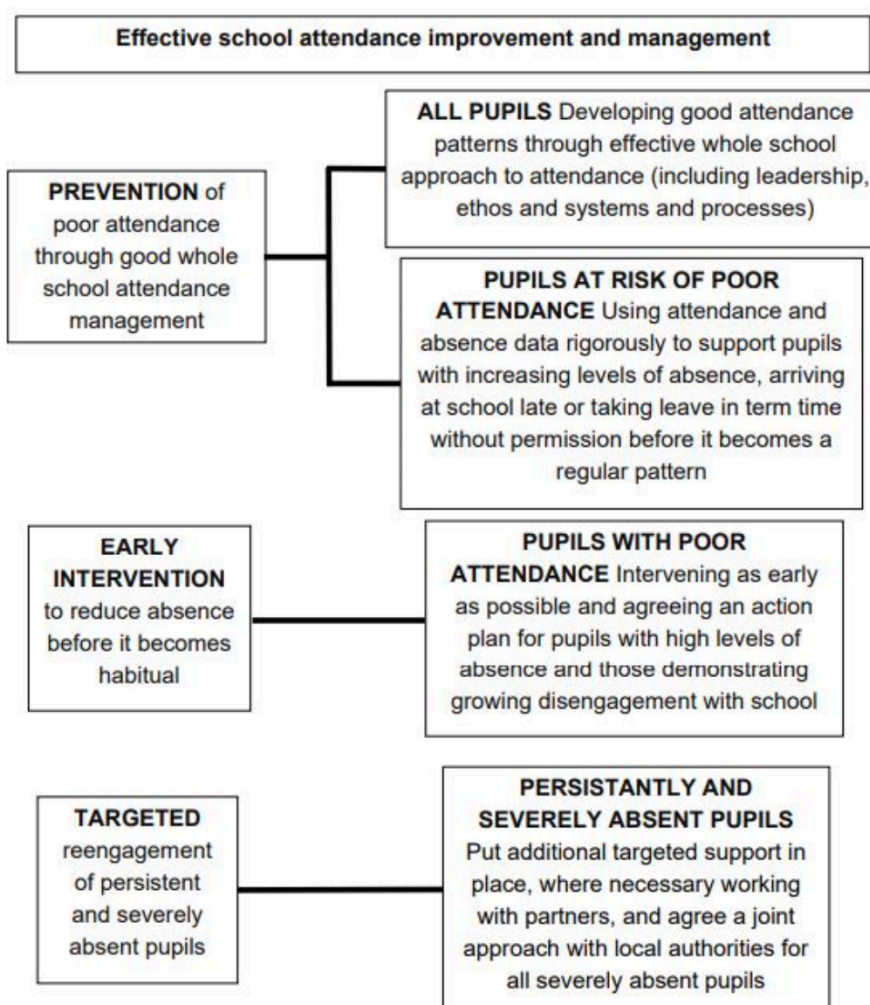 Effective school attendance improvement and management
PREVENTION of
poor attendance
through good whole
school attendance
management
ALL PUPILS Developing good attendance
patterns through effective whole school
approach to attendance (including leadership,
ethos and systems and processes)
PUPILS AT RISK OF POOR
ATTENDANCE Using attendance and
absence data rigorously to support pupils
with increasing levels of absence, arriving
at school late or taking leave in term time
without permission before it becomes a
regular pattern
EARLY
INTERVENTION
to reduce absence
before it becomes
habitual
PUPILS WITH POOR
ATTENDANCE Intervening as early
as possible and agreeing an action
plan for pupils with high levels of
absence and those demonstrating
growing disengagement with school
TARGETED
reengagement
of persistent
and severely
absent pupils
PERSISTANTLY AND
SEVERELY ABSENT PUPILS
Put additional targeted support in
place, where necessary working
with partners, and agree a joint
approach with local authorities for
all severely absent pupils